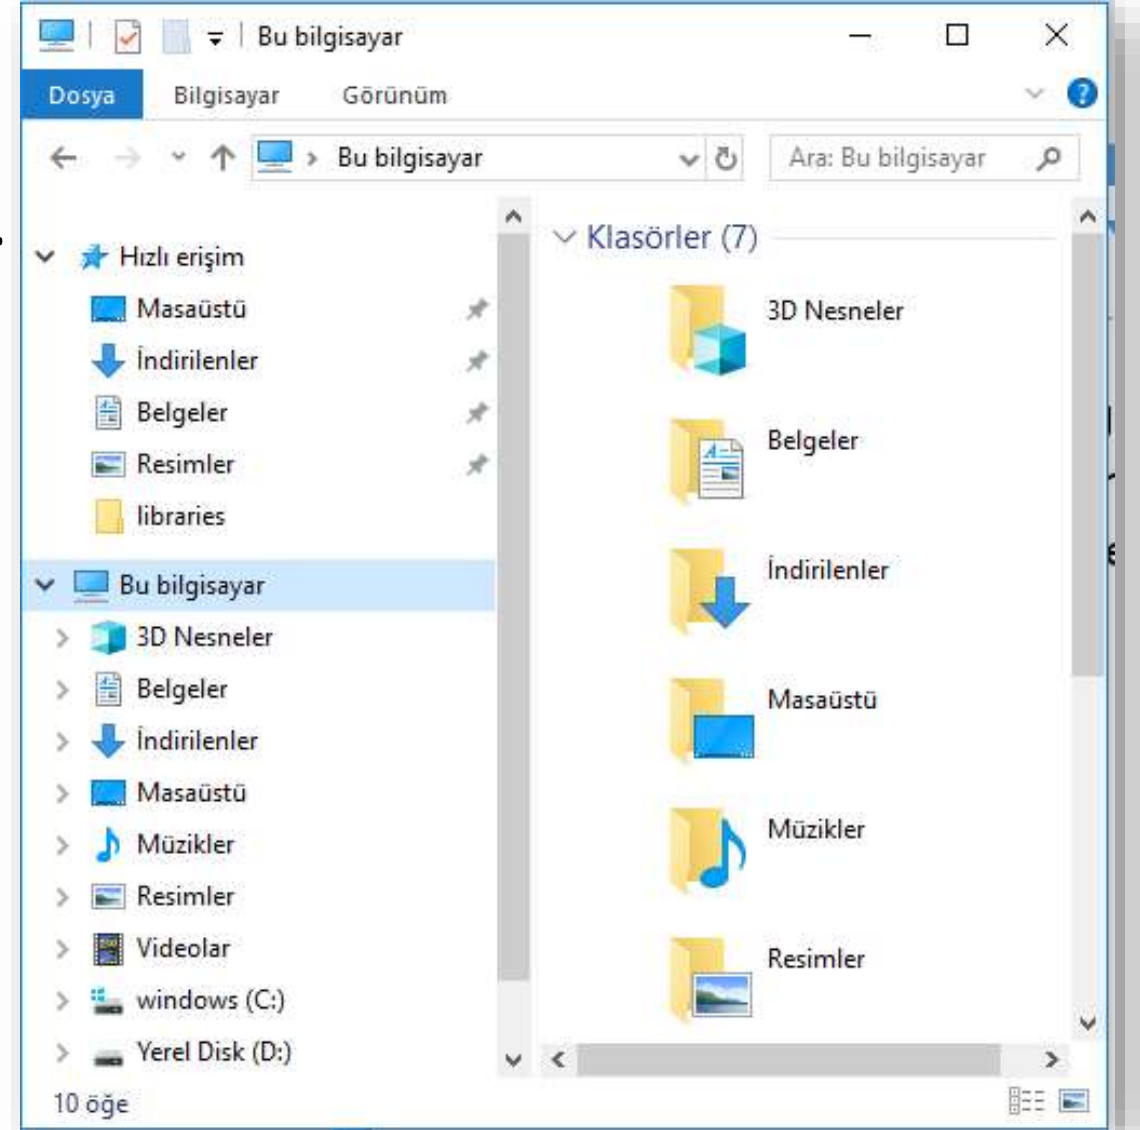 Bu bilgisayar
Dosya Bilgisayar Görünüm
Bu bilgisayar Ara: Bu bilgisayar
Hızlı erişim
Masaüstü
İndirilenler
Belgeler
Resimler
libraries
Bu bilgisayar
3D Nesneler
Belgeler
İndirilenler
Masaüstü
Müzikler
Resimler
Videolar
windows (C:)
Yerel Disk (D:)
Klasörler (7)
3D Nesneler
Belgeler
İndirilenler
Masaüstü
Müzikler
Resimler
10 öğe